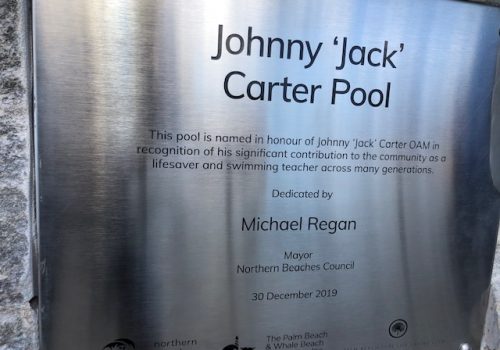 Johnny ‘Jack’
Carter Pool
This pool is named in honour of Johnny ‘Jack’ Carter OAM in
recognition of his significant contribution to the community as a
lifesaver and swimming teacher across many generations.
Dedicated by
Michael Regan
Mayor
Northern Beaches Council
30 December 2019
northern
The Palm Beach
& Whale Beach